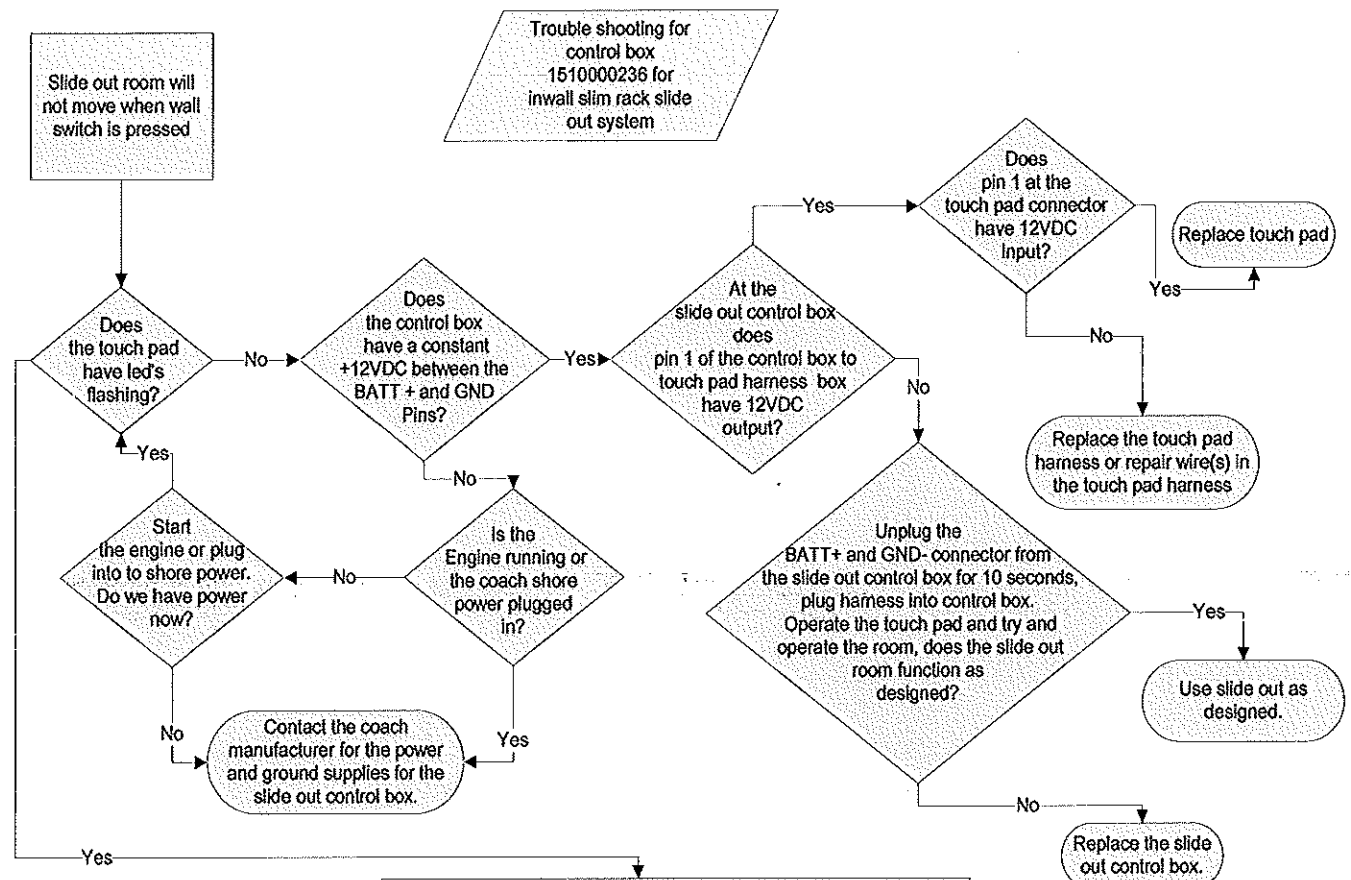 Trouble shooting for
control box
1510000236 for
inwall slim rack slide
out system
Slide out room will
not move when wall
switch is pressed
Does
the touch pad
have led's
flashing?
No
Does
the control box
have a constant
+12VDC between the
BATT + and GND
Pins?
Yes
At the
slide out control box
does
pin 1 of the control box to
touch pad harness box
have 12VDC
output?
Yes
Does
pin 1 at the
touch pad connector
have 12VDC
Input?
Yes
Replace touch pad
No
Replace the touch pad
harness or repair wire(s) in
the touch pad harness
No
Unplug the
BATT+ and GND- connector from
the slide out control box for 10 seconds,
plug harness into control box.
Operate the touch pad and try and
operate the room, does the slide out
room function as
designed?
Yes
Use slide out as
designed.
No
Replace the slide
out control box.
No
Is the
Engine running or
the coach shore
power plugged
in?
No
Start
the engine or plug
into to shore power.
Do we have power
now?
Yes
No
Yes
Contact the coach
manufacturer for the power
and ground supplies for the
slide out control box.
Yes